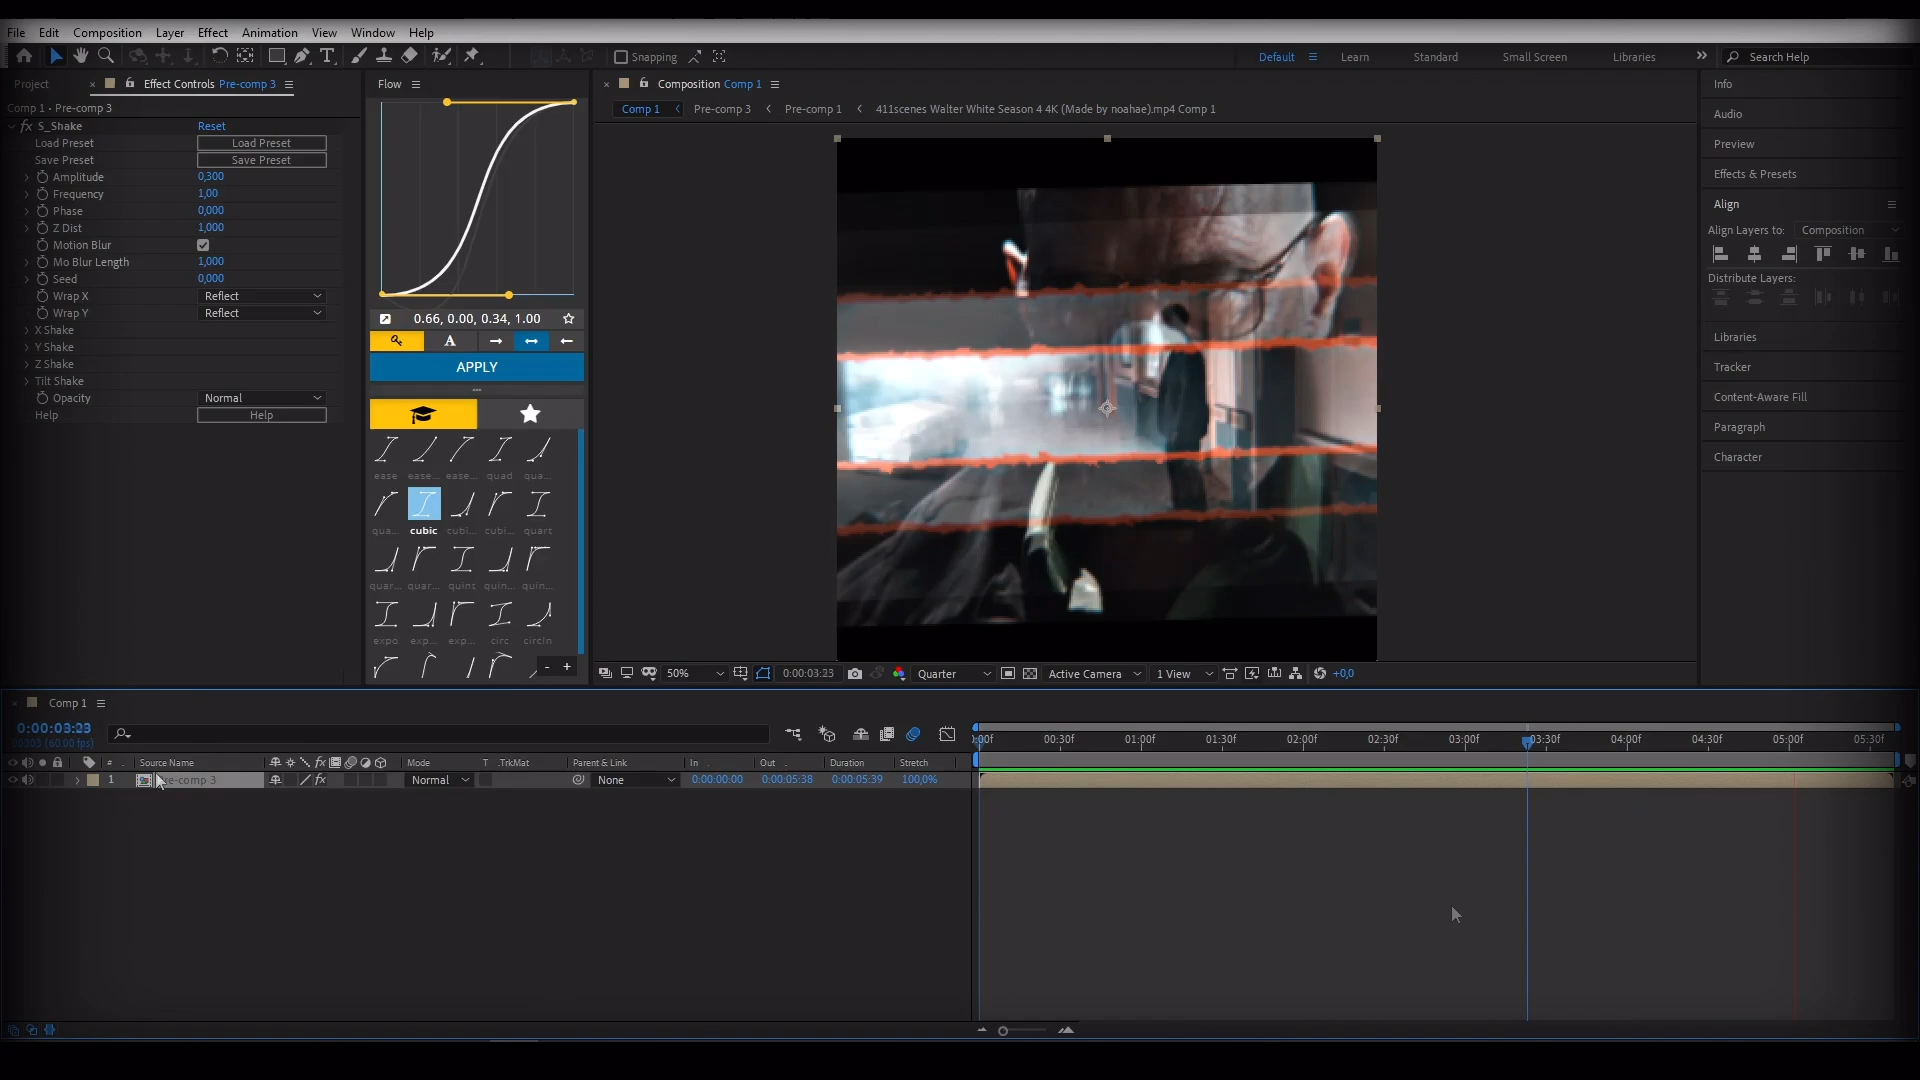 File Edit Composition Layer Effect Animation View Window Help
Snapping
Default Learn Standard Small Screen Libraries Search Help
Project Effect Controls Pre-comp 3
Comp 1 • Pre-comp 3
S_Shake Reset
Load Preset Load Preset
Save Preset Save Preset
Amplitude 0,300
Frequency 1,00
Phase 0,000
Z Dist 1,000
Motion Blur
Mo Blur Length 1,000
Seed 0,000
Wrap X Reflect
Wrap Y Reflect
X Shake
Y Shake
Z Shake
Tilt Shake
Opacity Normal
Help Help
Flow
0.66, 0.00, 0.34, 1.00
A
APPLY
ease ease... ease... quad qua...
qua... cubic cubi... cubi... quart
quar... quar... quint quin... quin...
expo exp... exp... circ circIn
- +
Composition Comp 1
Comp 1 Pre-comp 3 Pre-comp 1 411scenes Walter White Season 4 4K (Made by noahae).mp4 Comp 1
50% 0:00:03:23 Quarter Active Camera 1 View +0,0
Info
Audio
Preview
Effects & Presets
Align
Align Layers to: Composition
Distribute Layers:
Libraries
Tracker
Content-Aware Fill
Paragraph
Character
Comp 1
0:00:03:23
(60.00 fps)
00:30f 01:00f 01:30f 02:00f 02:30f 03:00f 03:30f 04:00f 04:30f 05:00f 05:30f
# Source Name Mode T .TrkMat Parent & Link In Out Duration Stretch
1 Pre-comp 3 Normal None 0:00:00:00 0:00:05:38 0:00:05:39 100,0%